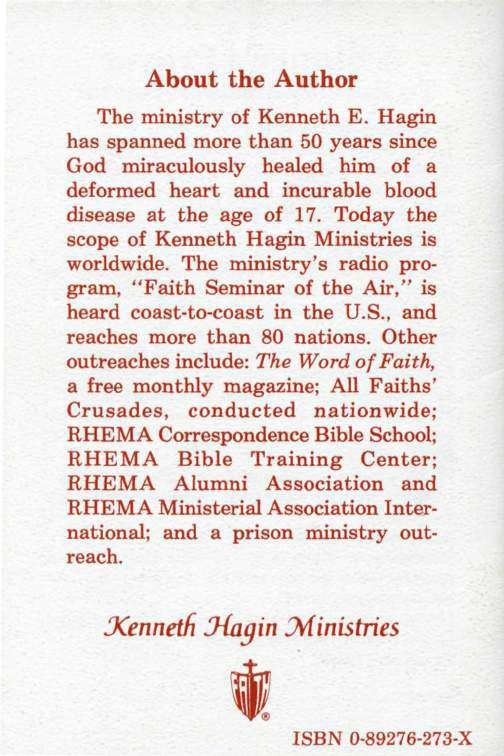 About the Author
The ministry of Kenneth E. Hagin
has spanned more than 50 years since
God miraculously healed him of a
deformed heart and incurable blood
disease at the age of 17. Today the
scope of Kenneth Hagin Ministries is
worldwide. The ministry's radio pro-
gram, "Faith Seminar of the Air," is
heard coast-to-coast in the U.S., and
reaches more than 80 nations. Other
outreaches include: The Word of Faith,
a free monthly magazine; All Faiths'
Crusades, conducted nationwide;
RHEMA Correspondence Bible School;
RHEMA Bible Training Center;
RHEMA Alumni Association and
RHEMA Ministerial Association Inter-
national; and a prison ministry out-
reach.
Kenneth Hagin Ministries
FAITH
®
ISBN 0-89276-273-X